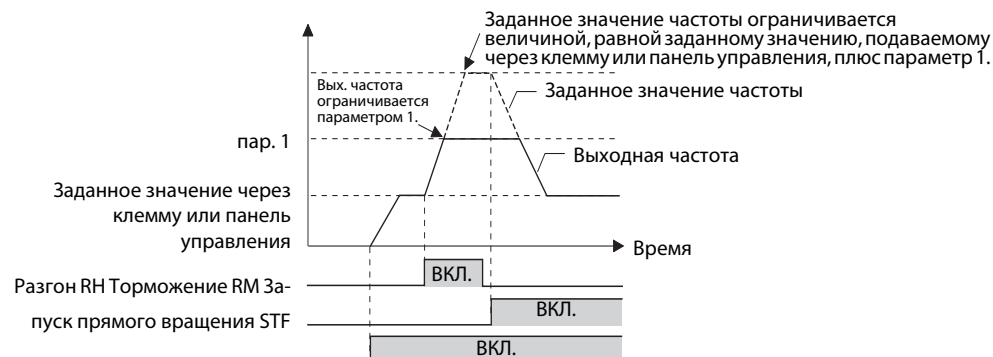 Заданное значение частоты ограничивается
величиной, равной заданному значению, подаваемому
через клемму или панель управления, плюс параметр 1.
Вых. частота
ограничивается
параметром 1.
Заданное значение частоты
пар. 1
Выходная частота
Заданное значение через
клемму или панель
управления
Время
Разгон RH Торможение RM За-
пуск прямого вращения STF
ВКЛ.
ВКЛ.
ВКЛ.